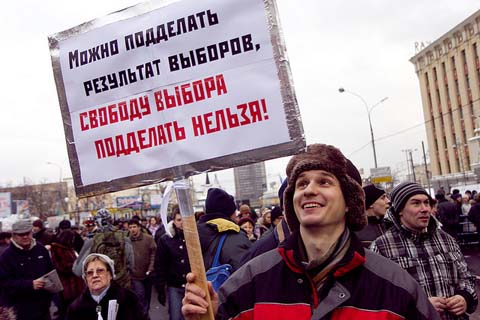 Можно подделать
результат выборов,
свободу выбора
подделать нельзя!